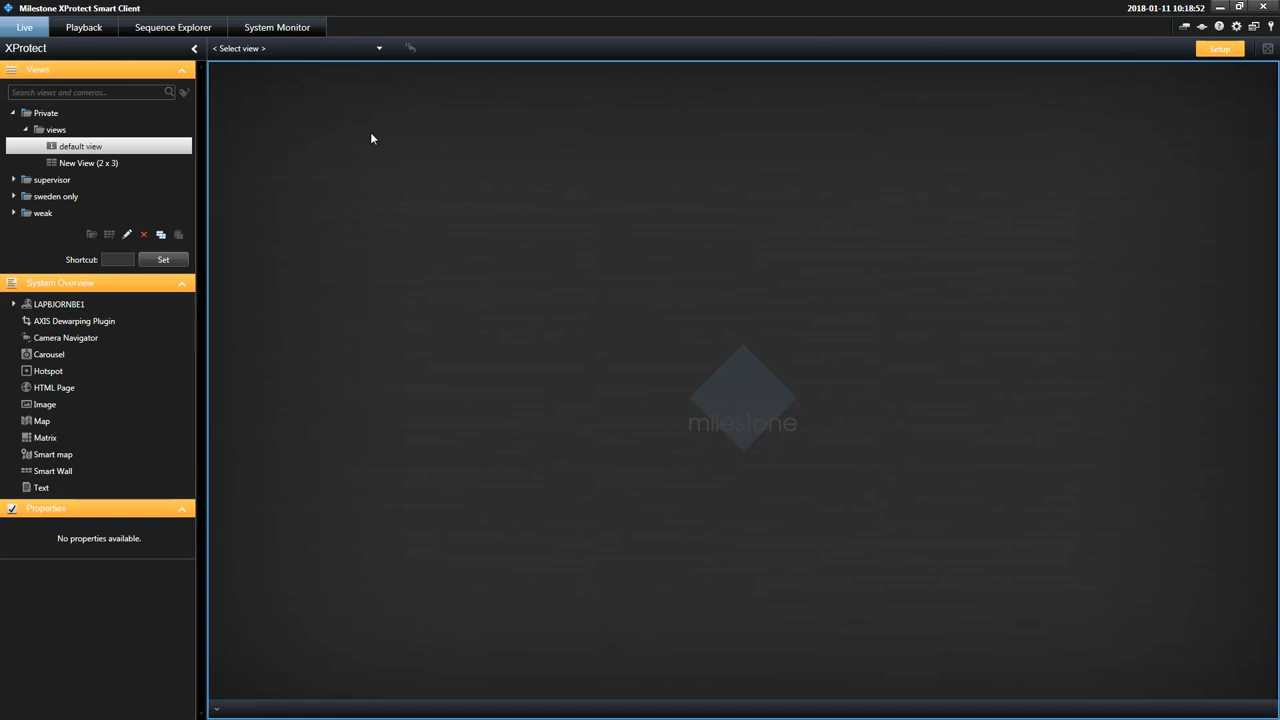 Milestone XProtect Smart Client
2018-01-11 10:18:52
Live
Playback
Sequence Explorer
System Monitor
XProtect
< Select view >
Setup
Views
Search views and cameras...
Private
views
1 default view
New View (2 x 3)
supervisor
sweden only
weak
Shortcut:
Set
System Overview
LAPBJORNBE1
AXIS Dewarping Plugin
Camera Navigator
Carousel
Hotspot
HTML Page
Image
Map
Matrix
Smart map
Smart Wall
Text
Properties
No properties available.
milestone